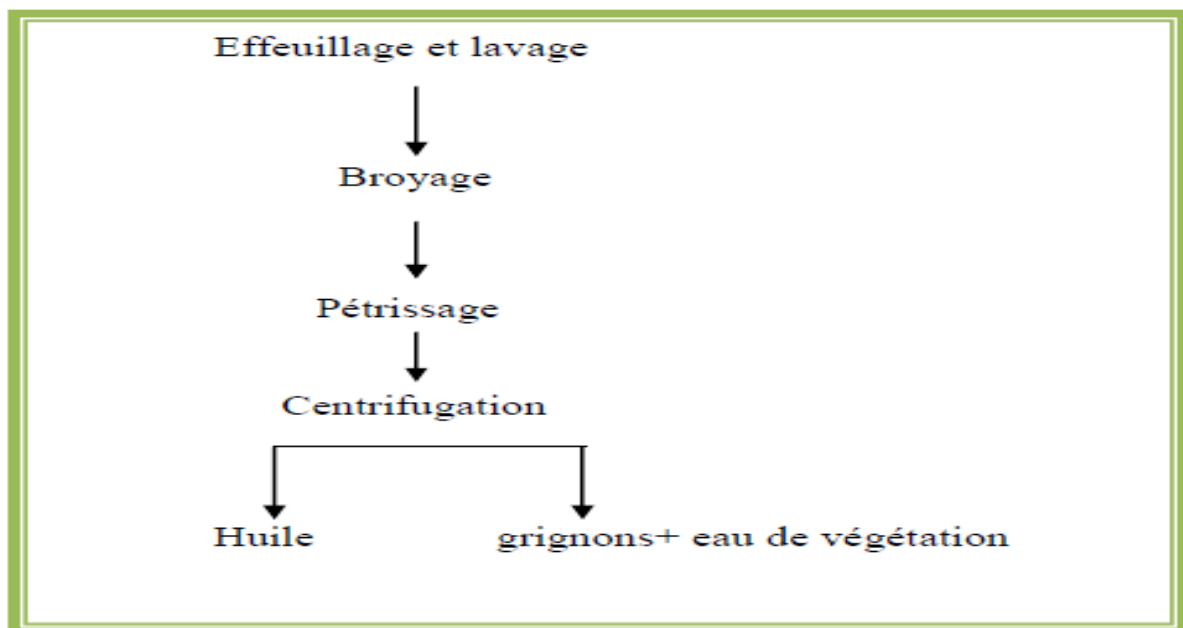 Effeuillage et lavage
Broyage
Pétrissage
Centrifugation
Huile grignons+ eau de végétation